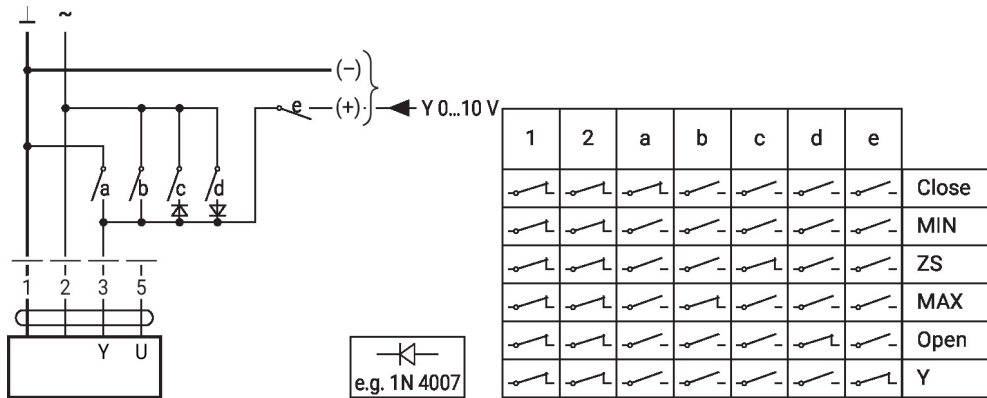 ⊥ ~
(–)
e (+) Y 0...10 V
a b c d
1 2 3 5
Y U
e.g. 1N 4007
1 2 a b c d e
Close
MIN
ZS
MAX
Open
Y